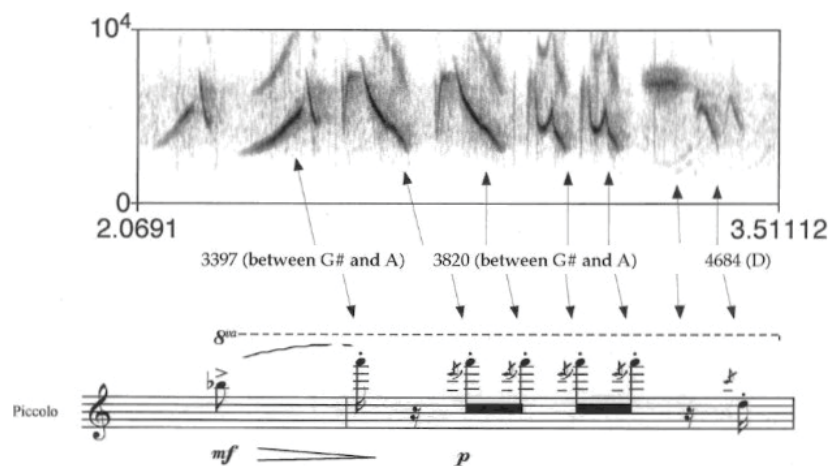 10⁴
0
2.0691 3.51112
3397 (between G# and A) 3820 (between G# and A) 4684 (D)
8va
Piccolo
mf p